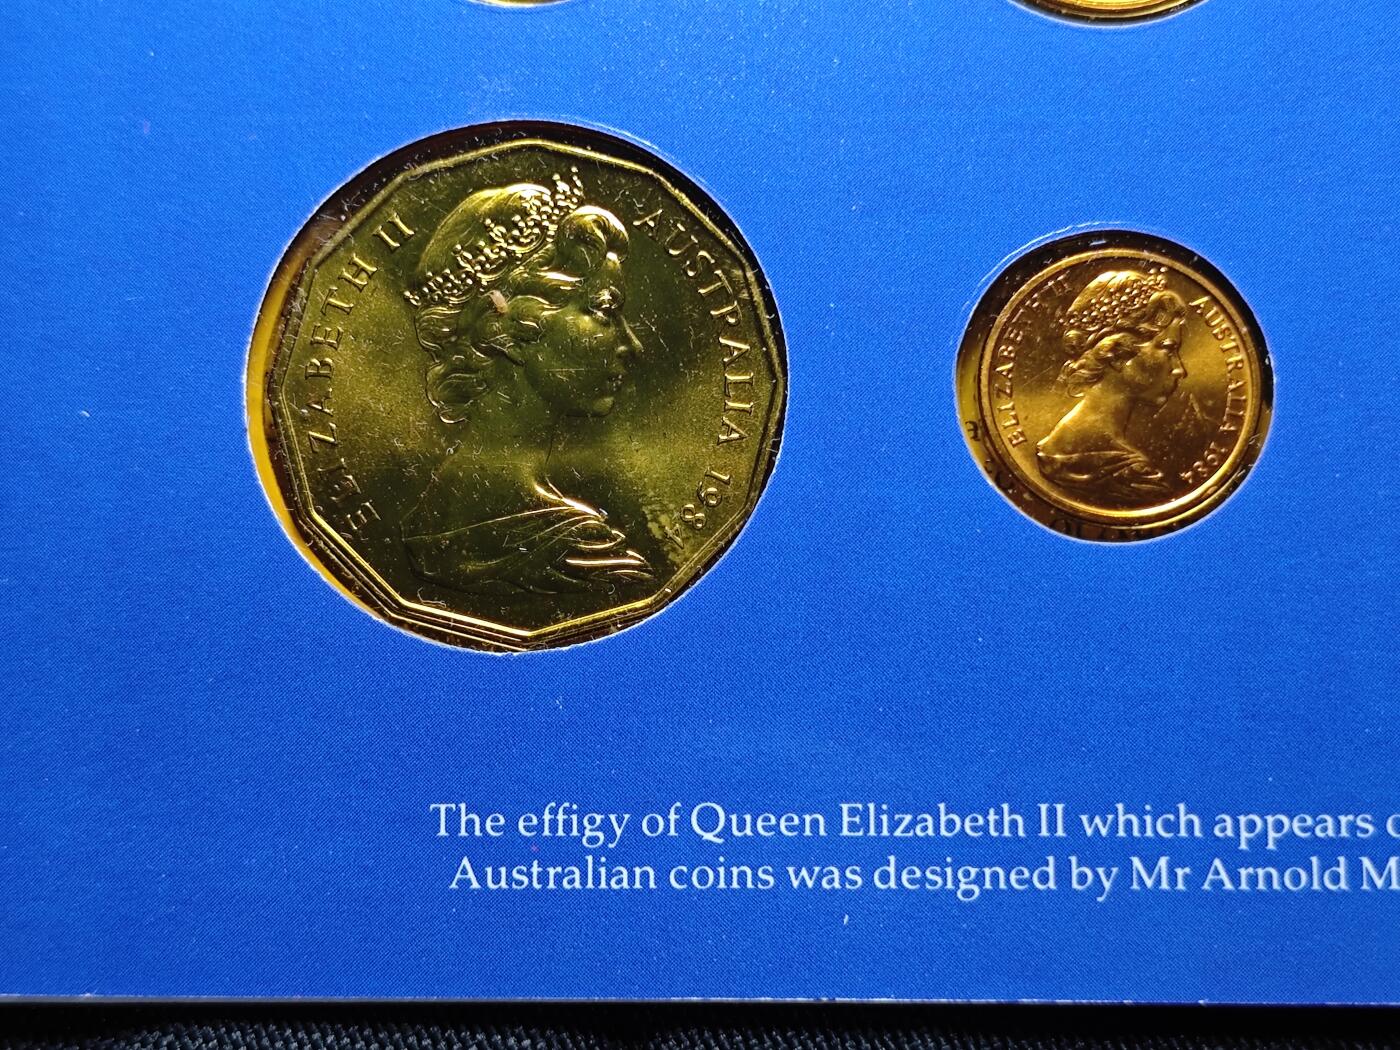 ELIZABETH II AUSTRALIA 1984
ELIZABETH II AUSTRALIA 1984
The effigy of Queen Elizabeth II which appears
Australian coins was designed by Mr Arnold M